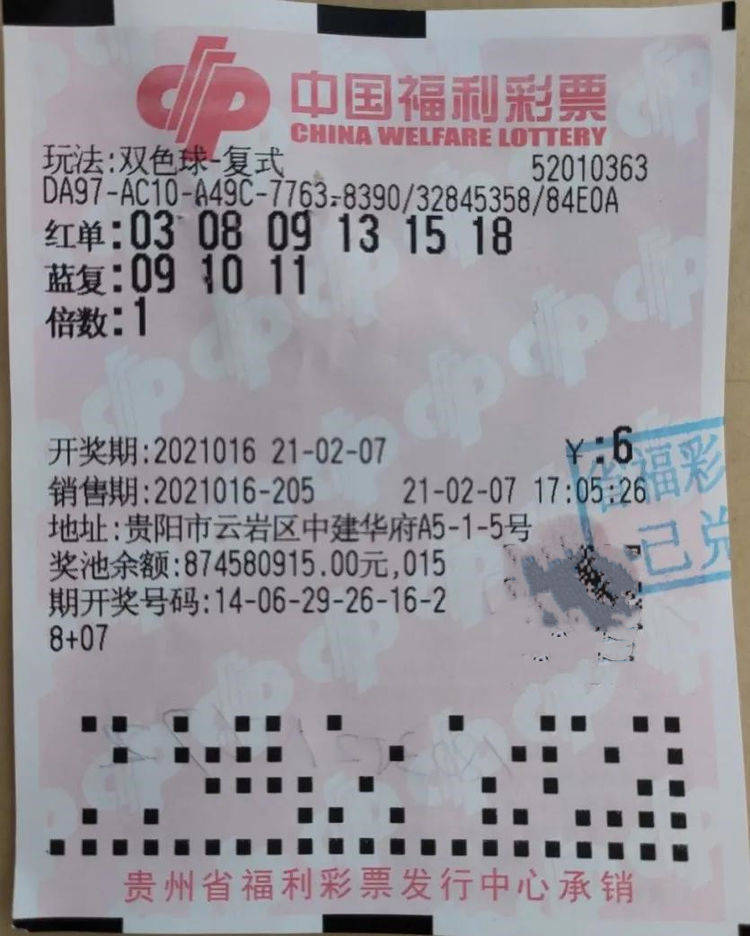 中国福利彩票
CHINA WELFARE LOTTERY
玩法:双色球-复式 52010363
DA97-AC10-A49C-7763-8390/32845358/84E0A
红单:03 08 09 13 15 18
蓝复:09 10 11
倍数:1
开奖期:2021016 21-02-07 ¥:6
销售期:2021016-205 21-02-07 17:05:26
省福彩
地址:贵阳市云岩区中建华府A5-1-5号
已兑
奖池余额:874580915.00元,015
期开奖号码:14-06-29-26-16-2
8+07
贵州省福利彩票发行中心承销